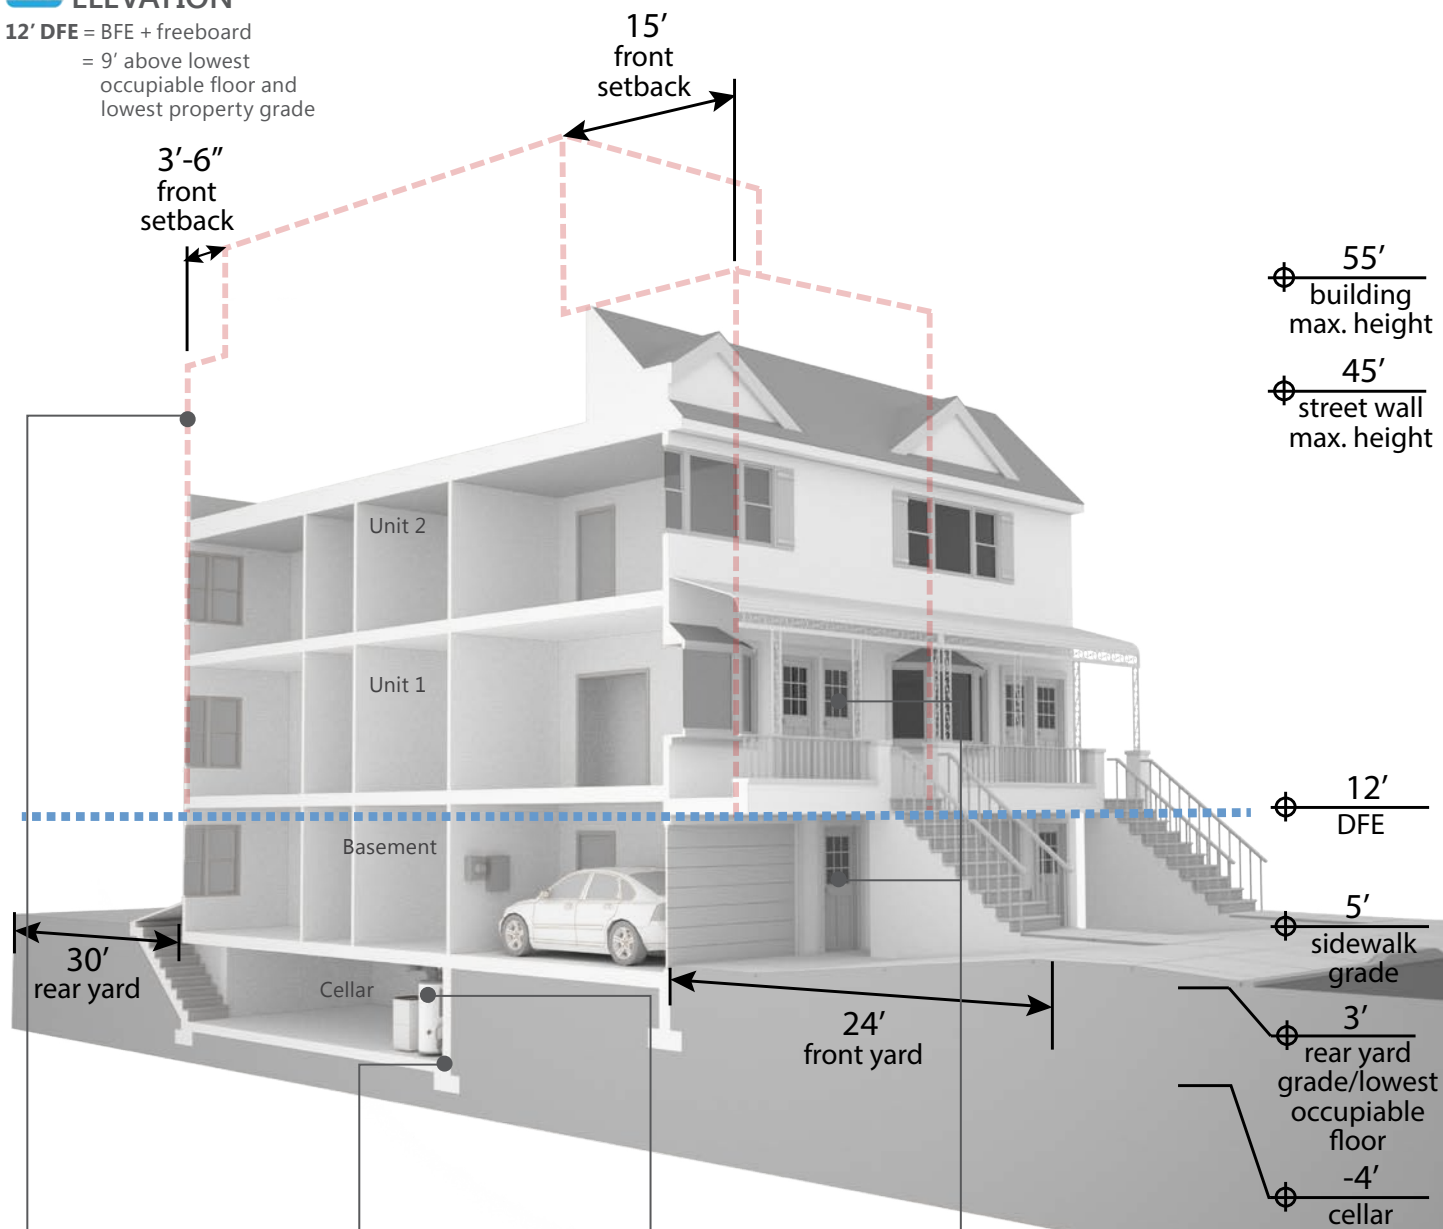 ELEVATION
12’ DFE = BFE + freeboard
= 9’ above lowest
occupiable floor and
lowest property grade
15’
front
setback
3’-6”
front
setback
55’
building
max. height
45’
street wall
max. height
Unit 2
Unit 1
12’
DFE
Basement
5’
sidewalk
grade
30’
rear yard
Cellar
24’
front yard
3’
rear yard
grade/lowest
occupiable
floor
-4’
cellar